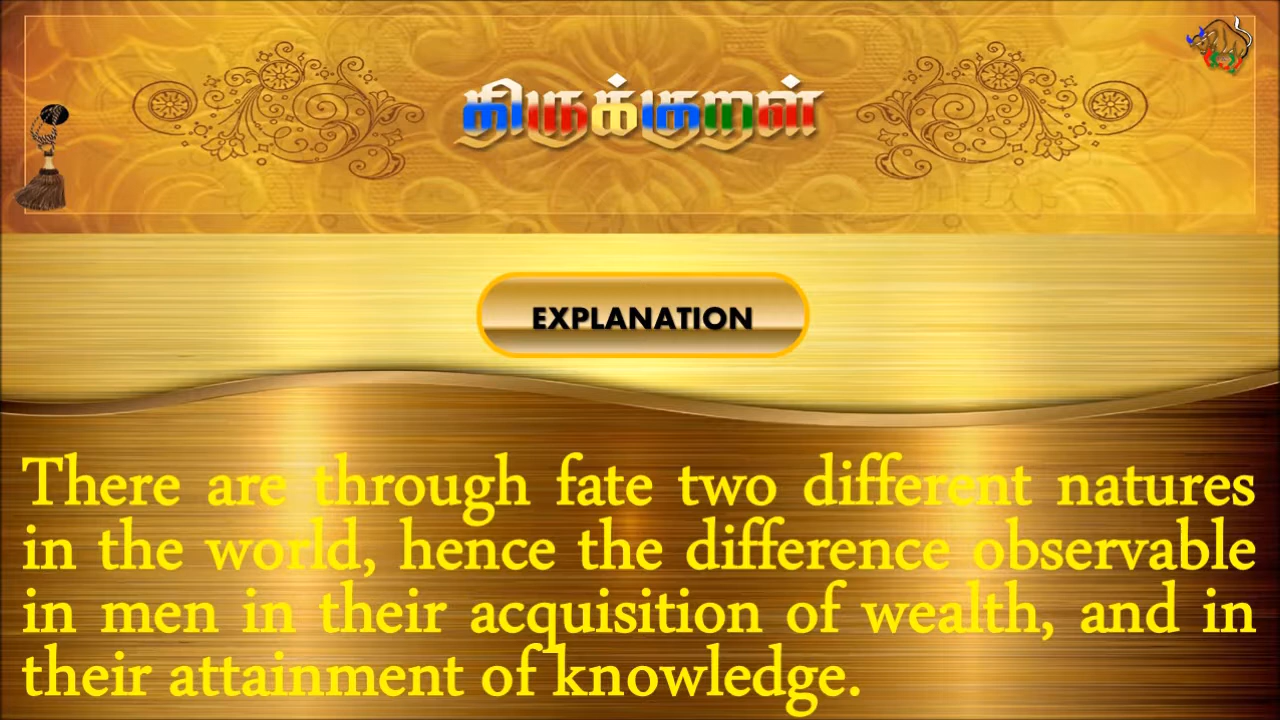 திருக்குறள்
EXPLANATION
There are through fate two different natures
in the world, hence the difference observable
in men in their acquisition of wealth, and in
their attainment of knowledge.